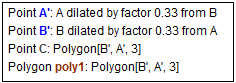 Point A': A dilated by factor 0.33 from B
Point B': B dilated by factor 0.33 from A
Point C: Polygon[B', A', 3]
Polygon poly1: Polygon[B', A', 3]